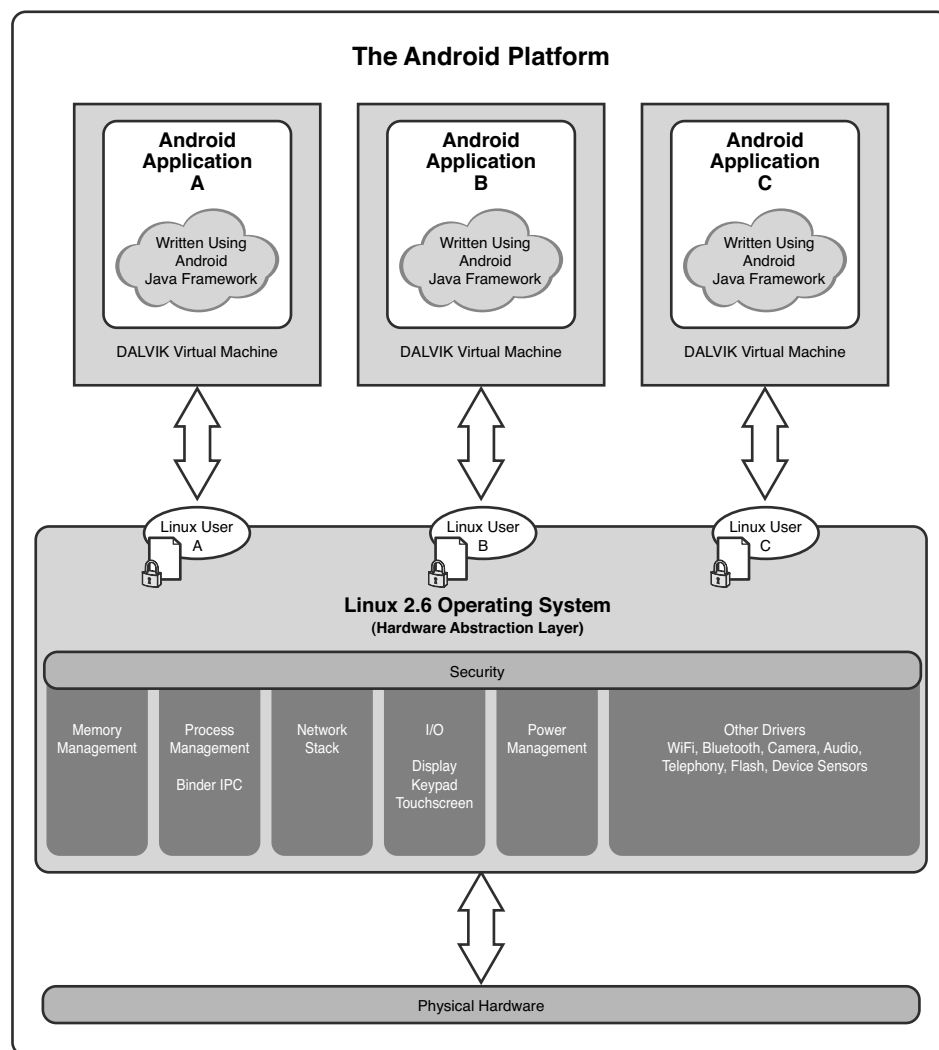 The Android Platform
Android
Application
A
Written Using
Android
Java Framework
DALVIK Virtual Machine
Android
Application
B
Written Using
Android
Java Framework
DALVIK Virtual Machine
Android
Application
C
Written Using
Android
Java Framework
DALVIK Virtual Machine
Linux User
A
Linux User
B
Linux User
C
Linux 2.6 Operating System
(Hardware Abstraction Layer)
Security
Memory
Management
Process
Management
Binder IPC
Network
Stack
I/O
Display
Keypad
Touchscreen
Power
Management
Other Drivers
WiFi, Bluetooth, Camera, Audio,
Telephony, Flash, Device Sensors
Physical Hardware